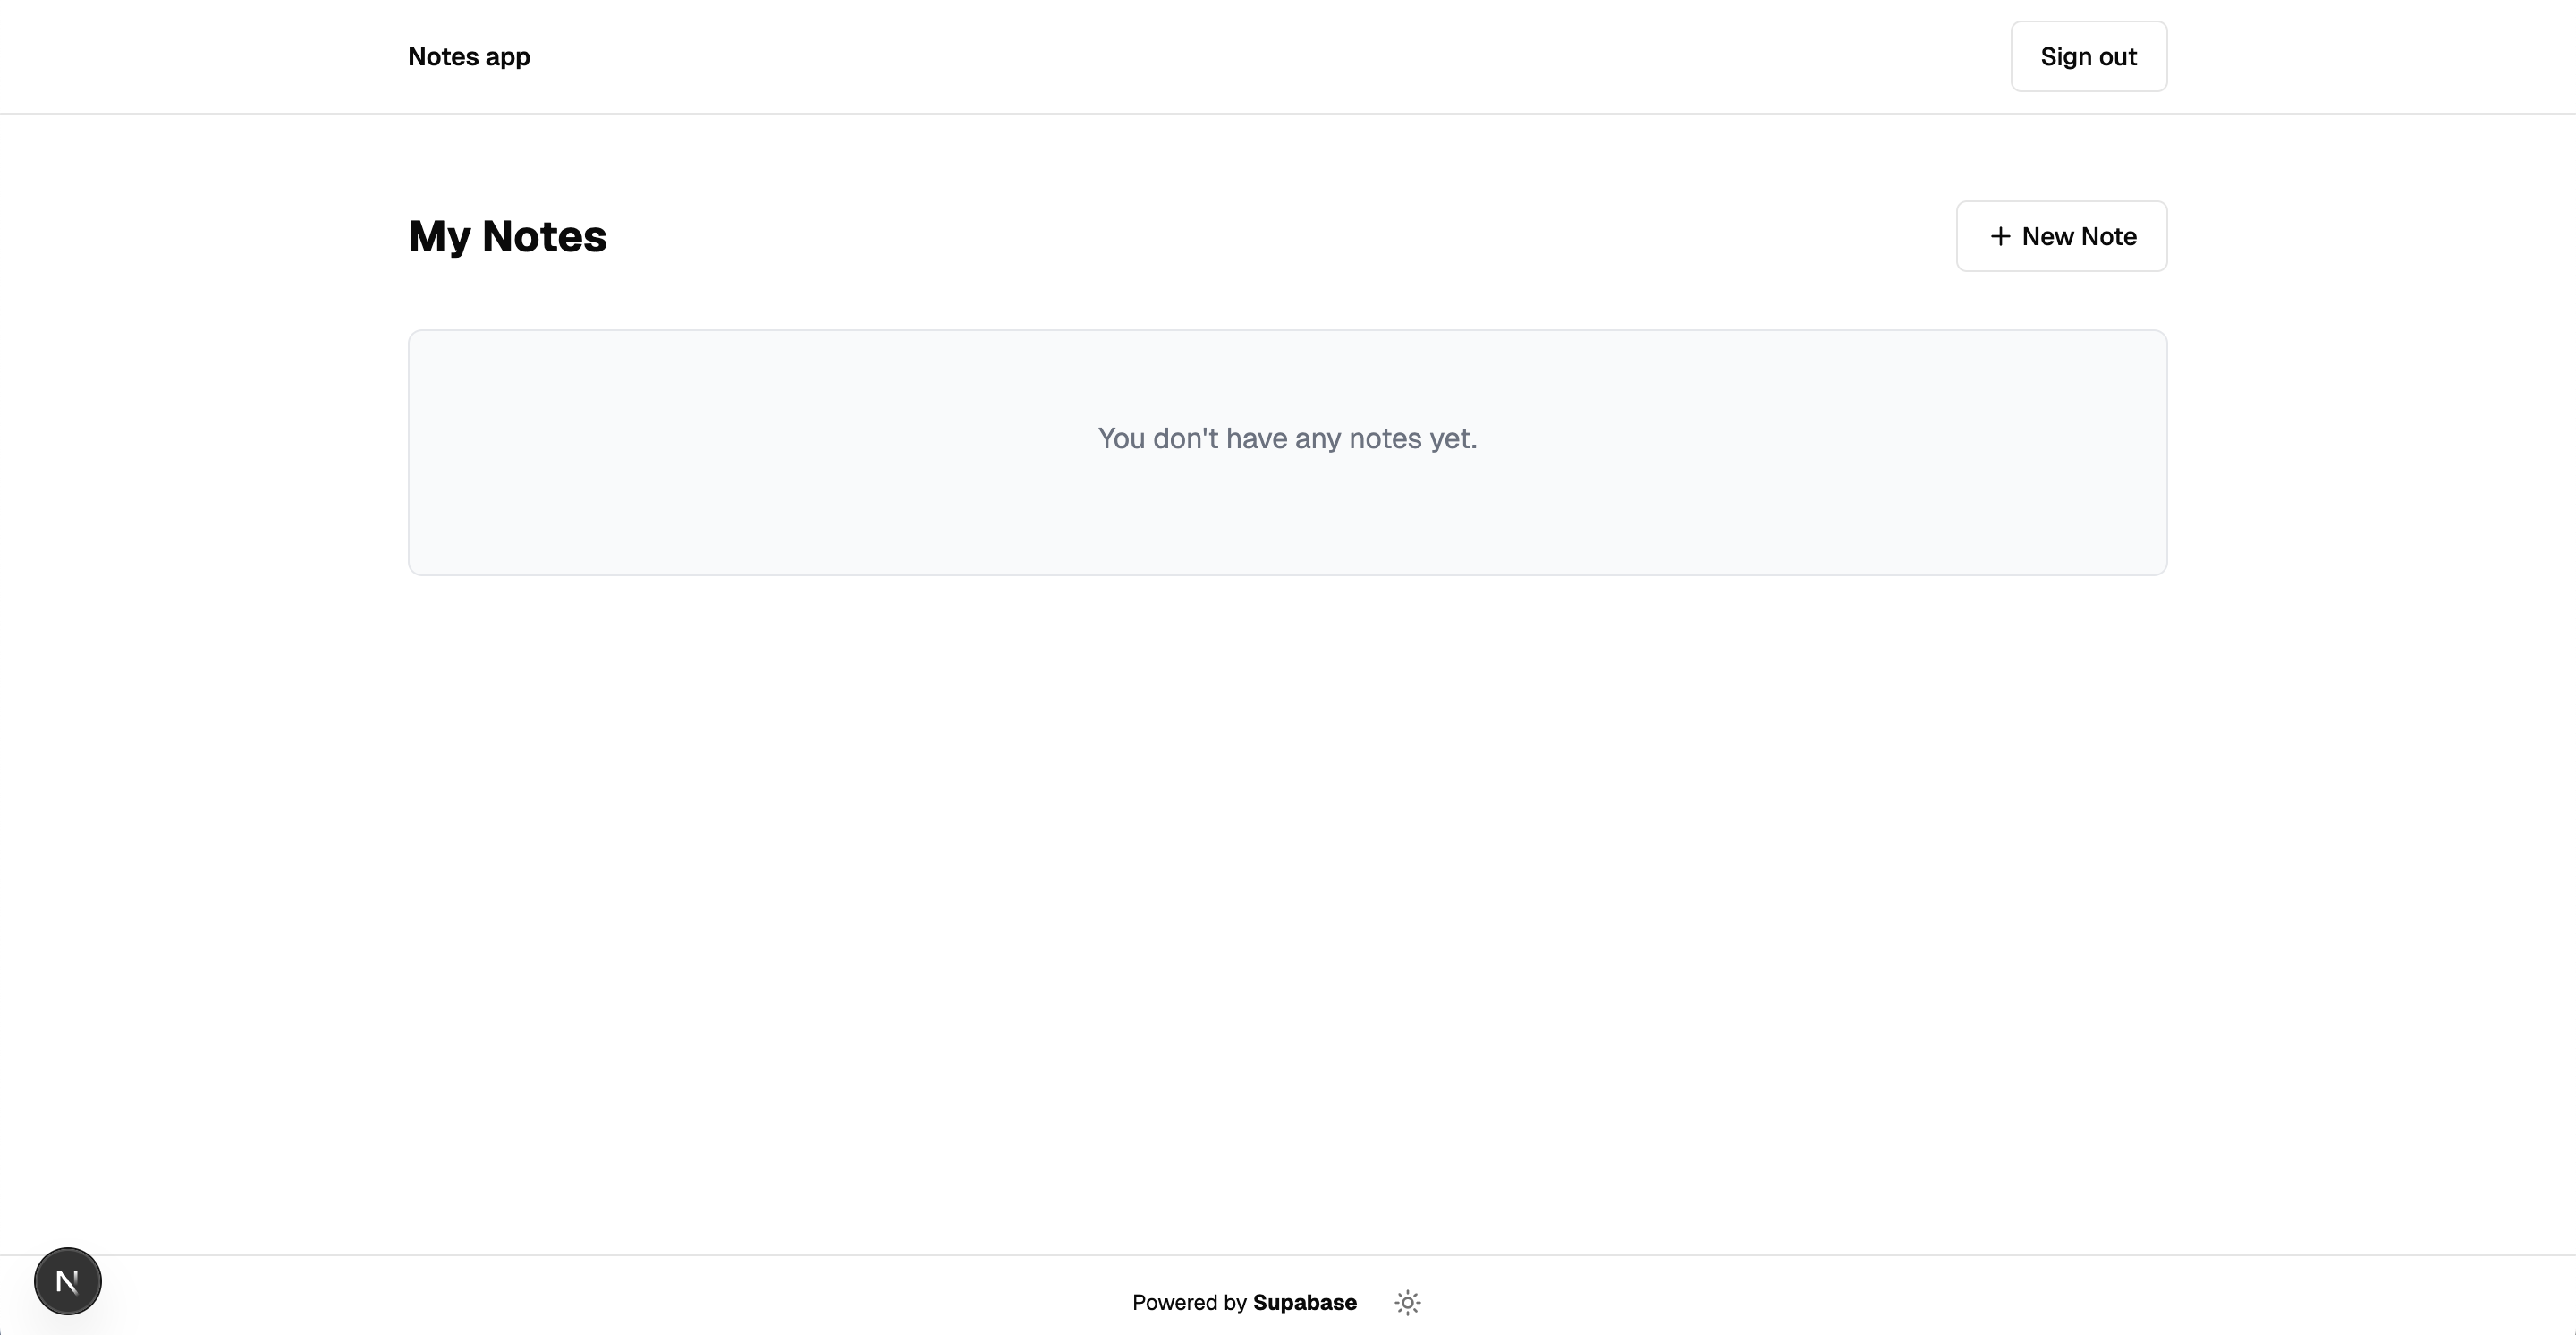 Notes app
Sign out
My Notes
+ New Note
You don't have any notes yet.
N
Powered by Supabase